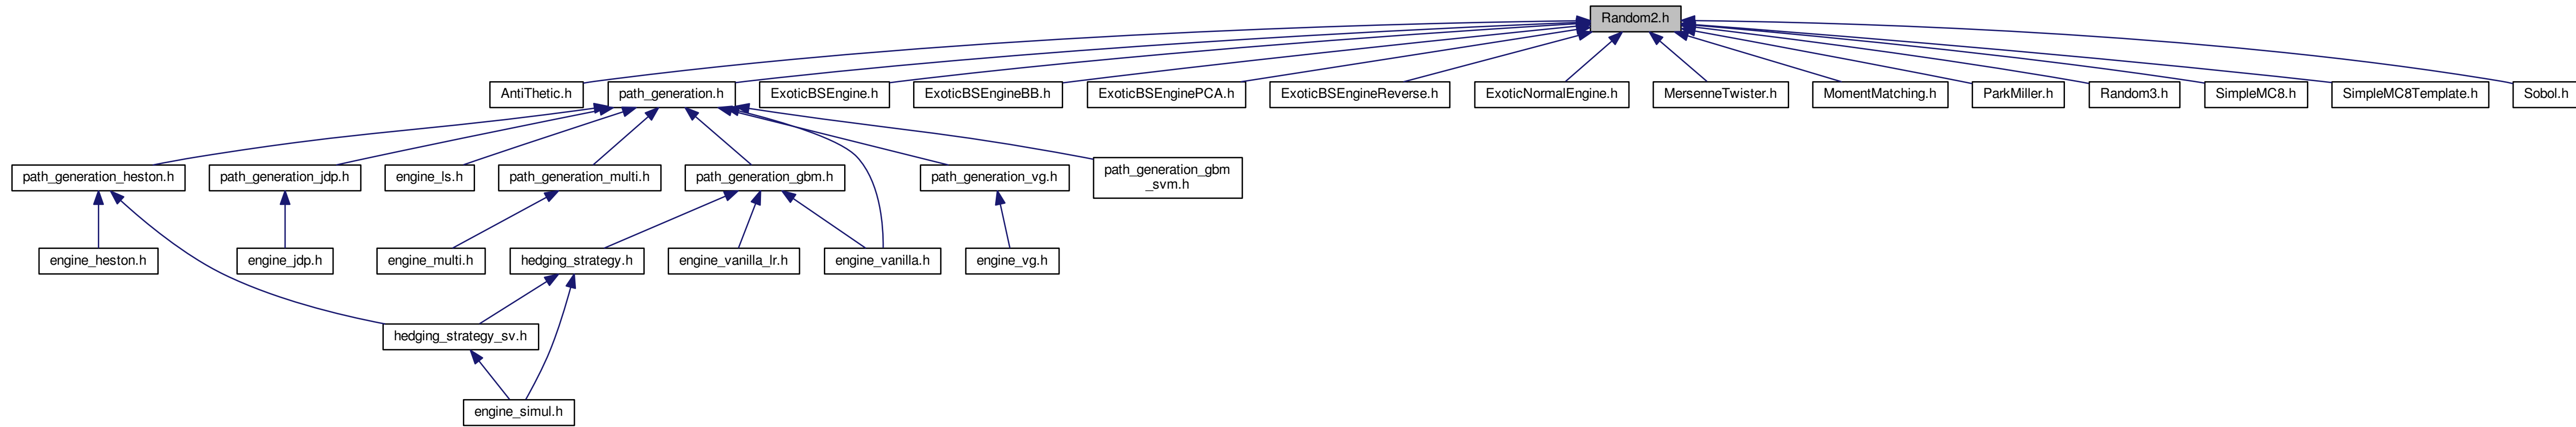 Random2.h
AntiThetic.h
path_generation.h
ExoticBSEngine.h
ExoticBSEngineBB.h
ExoticBSEnginePCA.h
ExoticBSEngineReverse.h
ExoticNormalEngine.h
MersenneTwister.h
MomentMatching.h
ParkMiller.h
Random3.h
SimpleMC8.h
SimpleMC8Template.h
Sobol.h
path_generation_heston.h
path_generation_jdp.h
engine_ls.h
path_generation_multi.h
path_generation_gbm.h
path_generation_vg.h
path_generation_gbm
_svm.h
engine_heston.h
engine_jdp.h
engine_multi.h
hedging_strategy.h
engine_vanilla_lr.h
engine_vanilla.h
engine_vg.h
hedging_strategy_sv.h
engine_simul.h